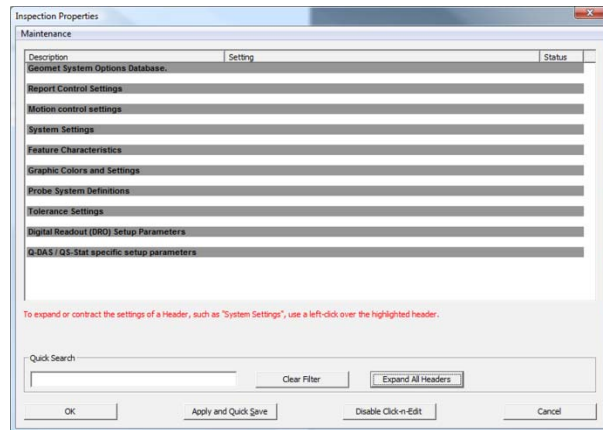 Inspection Properties
Maintenance
Description Setting Status
Geomet System Options Database.
Report Control Settings
Motion control settings
System Settings
Feature Characteristics
Graphic Colors and Settings
Probe System Definitions
Tolerance Settings
Digital Readout (DRO) Setup Parameters
Q-DAS / QS-Stat specific setup parameters
To expand or contract the settings of a Header, such as "System Settings", use a left-click over the highlighted header.
Quick Search
Clear Filter Expand All Headers
OK Apply and Quick Save Disable Click-n-Edit Cancel